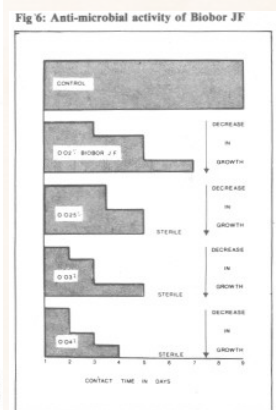 Fig 6: Anti-microbial activity of Biobor JF
CONTROL
DECREASE
IN
GROWTH
0·02% BIOBOR JF
DECREASE
IN
GROWTH
0·025%
STERILE
DECREASE
IN
GROWTH
0·03%
STERILE
DECREASE
IN
GROWTH
0·04%
STERILE
1 2 3 4 5 6 7 8 9
CONTACT TIME IN DAYS